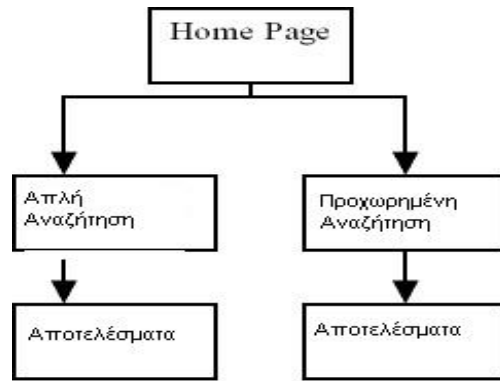 Home Page
Απλή
Αναζήτηση
Προχωρημένη
Αναζήτηση
Αποτελέσματα
Αποτελέσματα